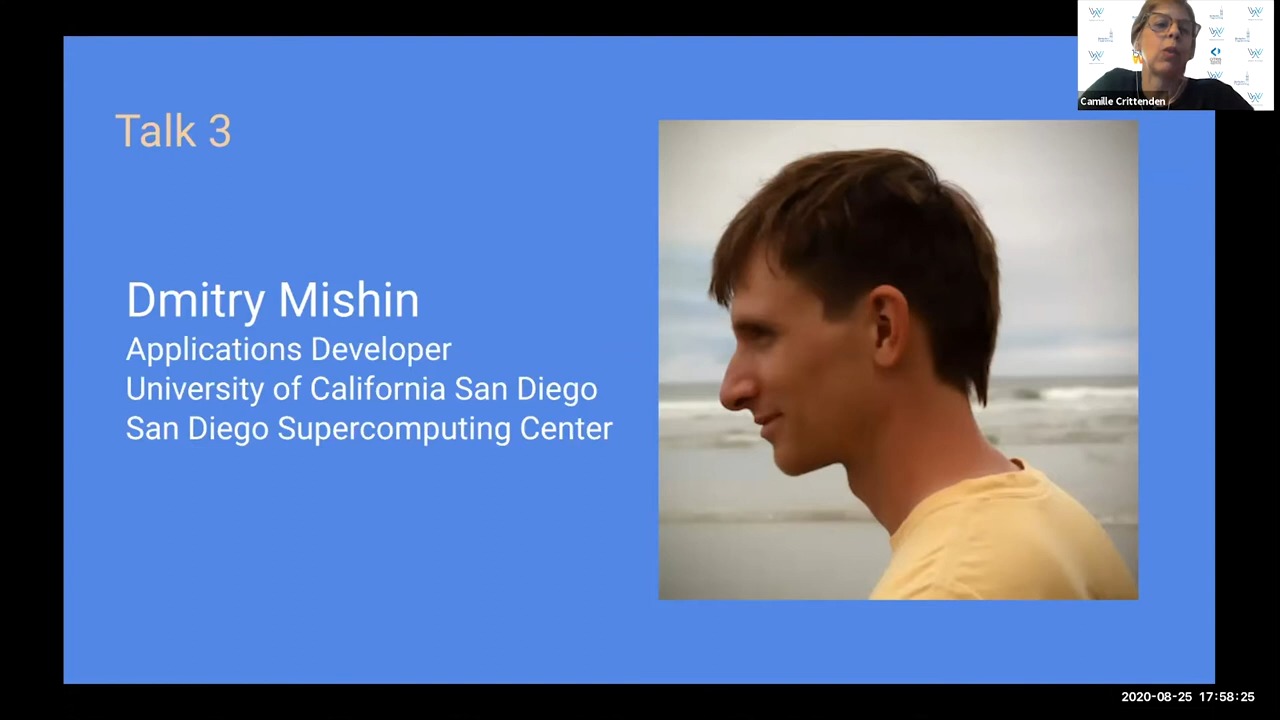 Talk 3
Dmitry Mishin
Applications Developer
University of California San Diego
San Diego Supercomputing Center
Camille Crittenden
2020-08-25 17:58:25